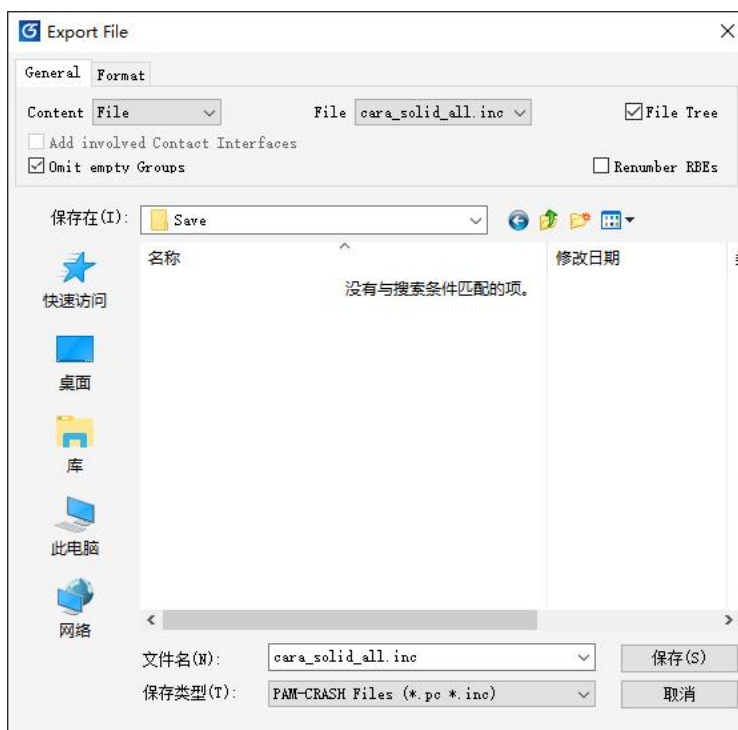 Export File
General Format
Content File File cara_solid_all.inc File Tree
Add involved Contact Interfaces
Omit empty Groups Renumber RBEs
保存在(I): Save
名称 修改日期
没有与搜索条件匹配的项。
快速访问
桌面
库
此电脑
网络
文件名(N): cara_solid_all.inc 保存(S)
保存类型(T): PAM-CRASH Files (*.pc *.inc) 取消